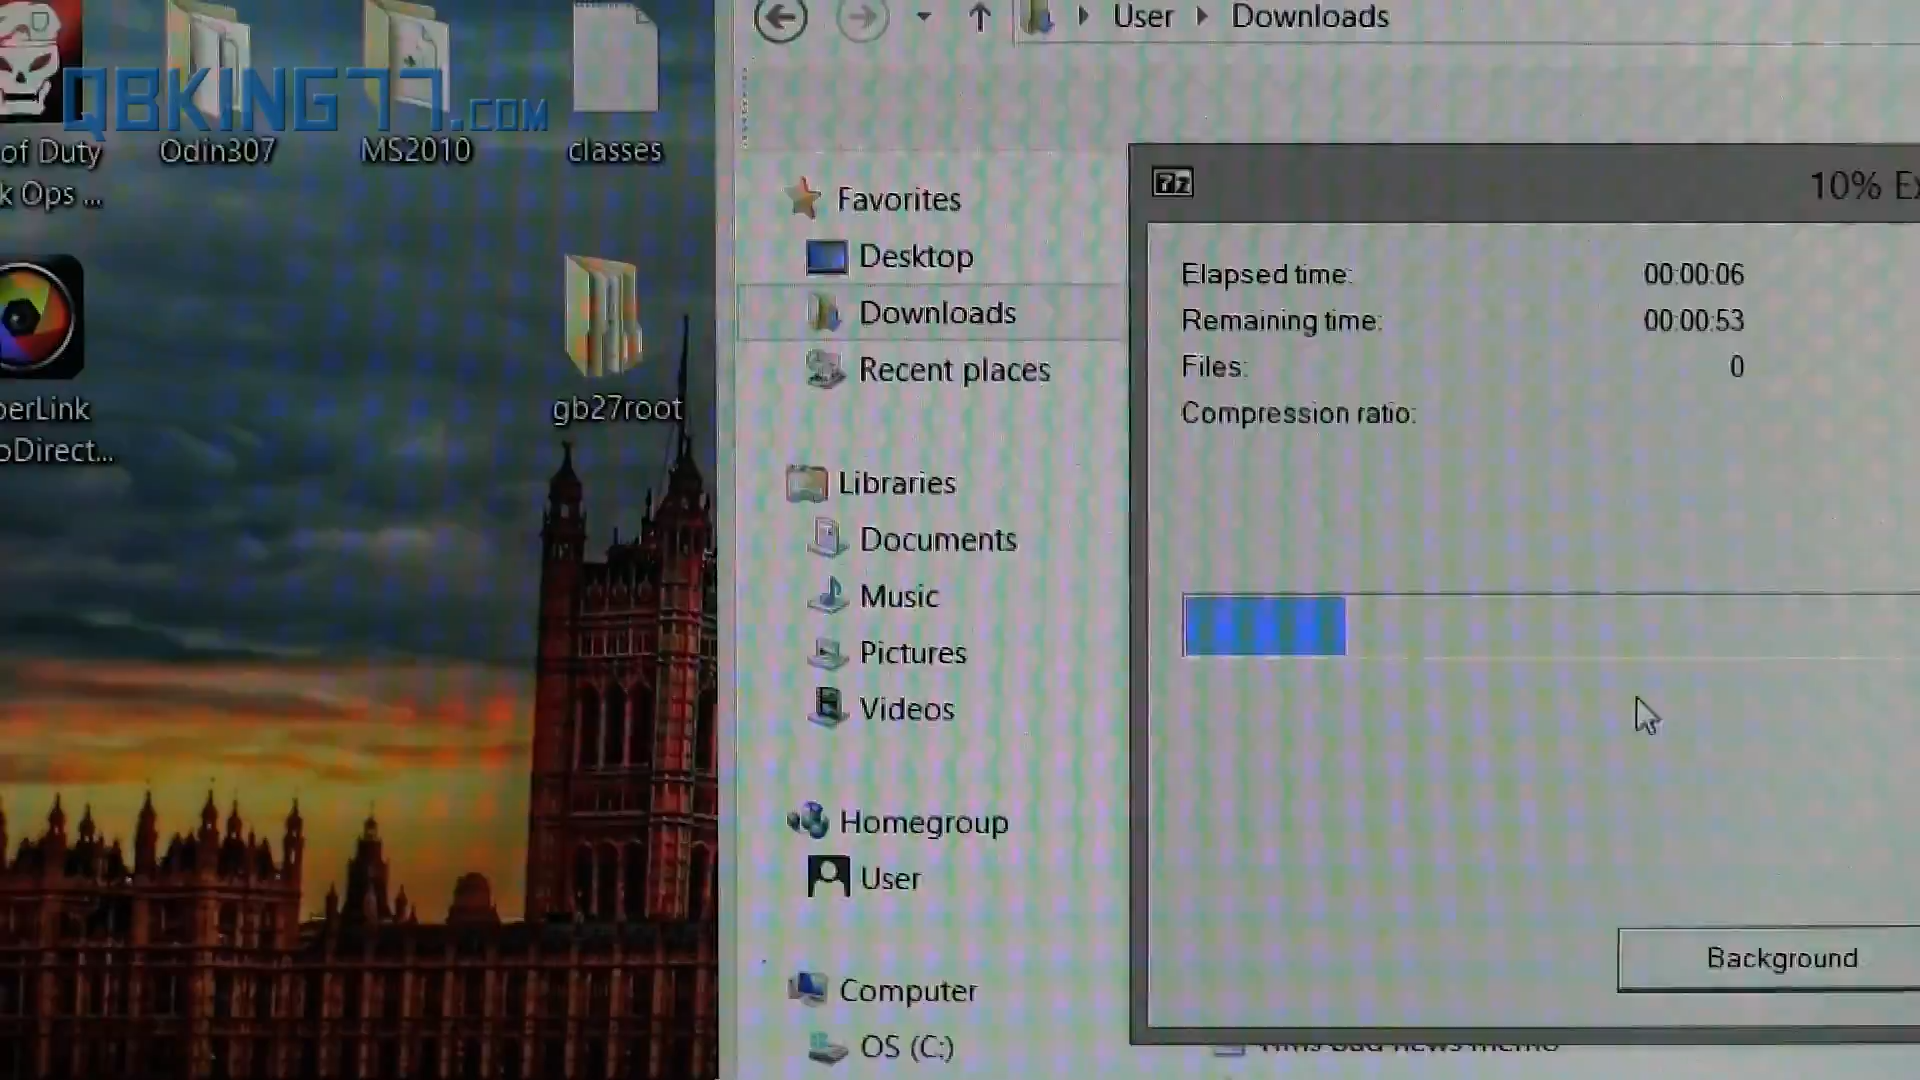 QBKING77.COM
of Duty
k Ops ...
Odin307
MS2010
classes
perLink
oDirect...
gb27root
User
Downloads
Favorites
Desktop
Downloads
Recent places
Libraries
Documents
Music
Pictures
Videos
Homegroup
User
Computer
OS (C:)
7z
10% Ex
Elapsed time: 00:00:06
Remaining time: 00:00:53
Files: 0
Compression ratio:
Background